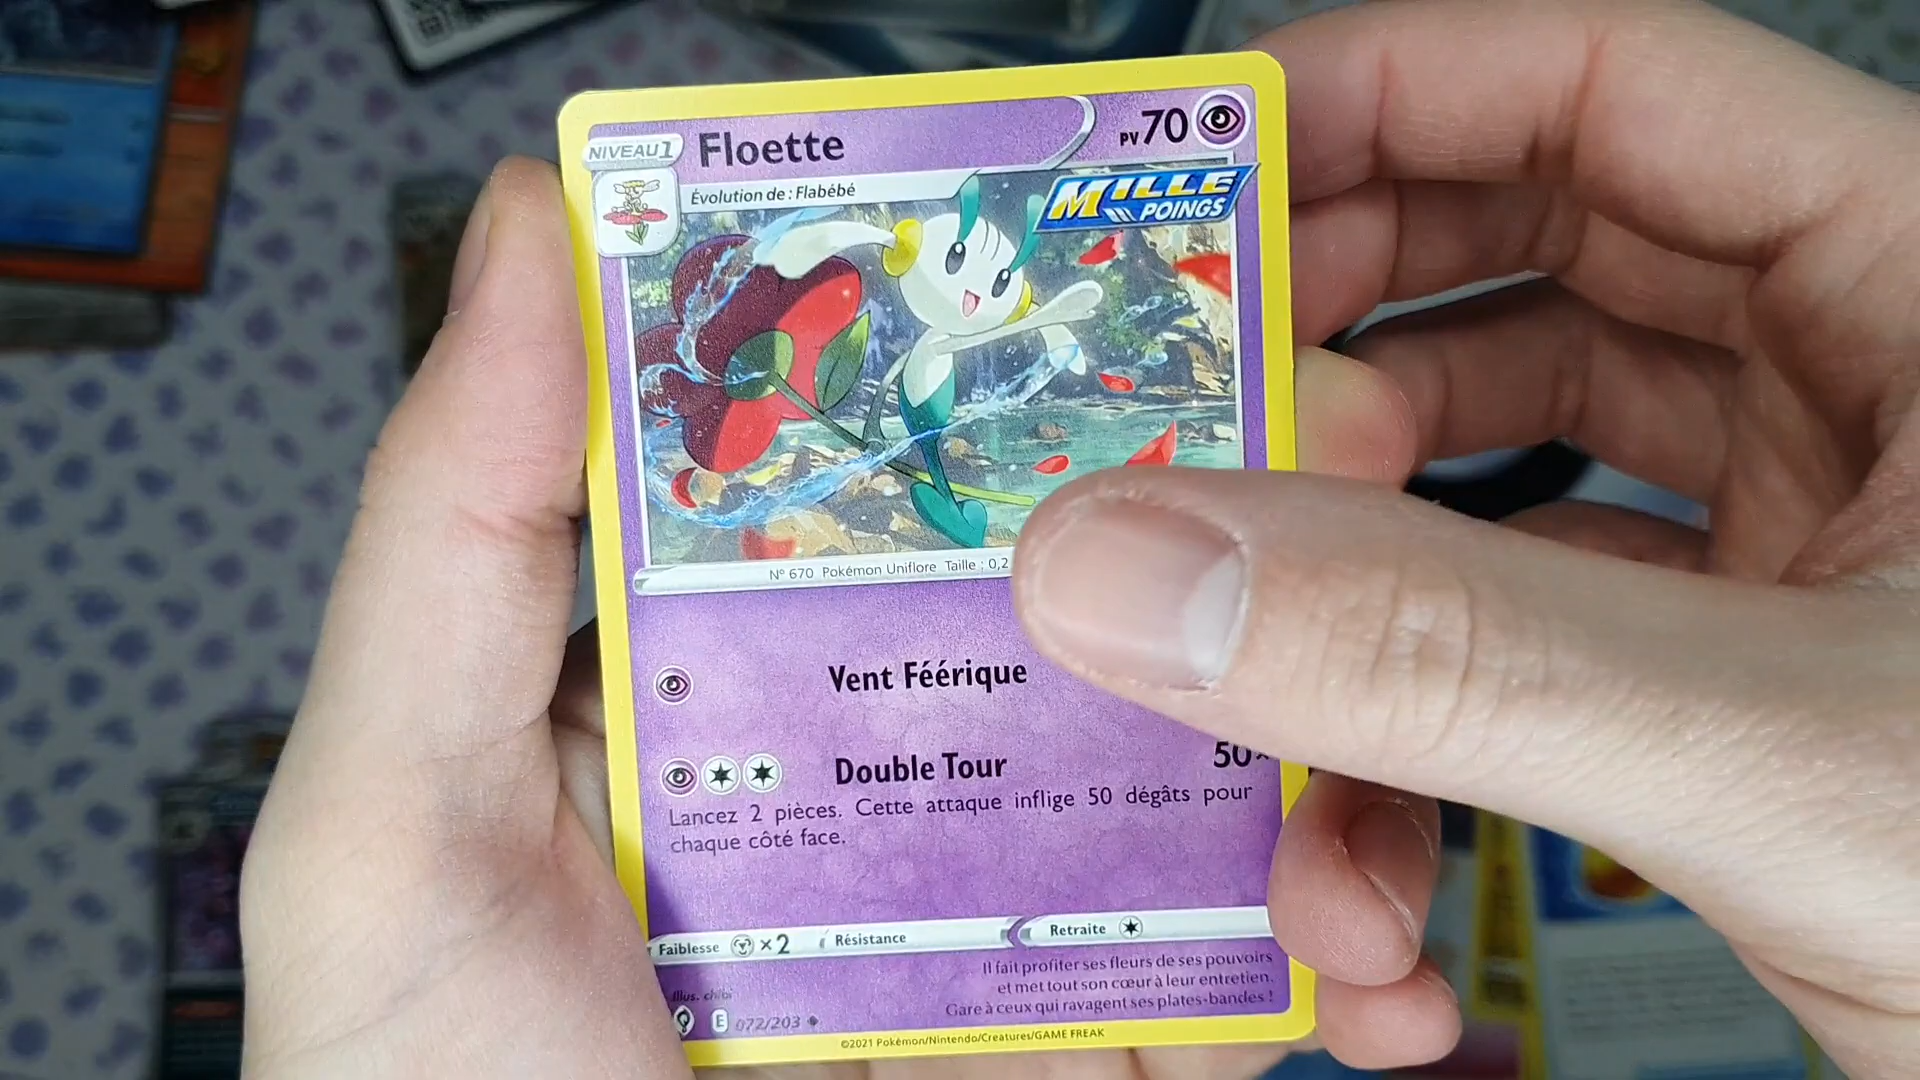 NIVEAU 1 Floette PV 70
Évolution de : Flabébé
MILLE
POINGS
N° 670 Pokémon Uniflore Taille : 0,2
Vent Féérique
Double Tour 50×
Lancez 2 pièces. Cette attaque inflige 50 dégâts pour
chaque côté face.
Faiblesse ×2 Résistance Retraite
Il fait profiter ses fleurs de ses pouvoirs
et met tout son cœur à leur entretien.
Gare à ceux qui ravagent ses plates-bandes !
Illus. chibi
E 072/203
©2021 Pokémon/Nintendo/Creatures/GAME FREAK